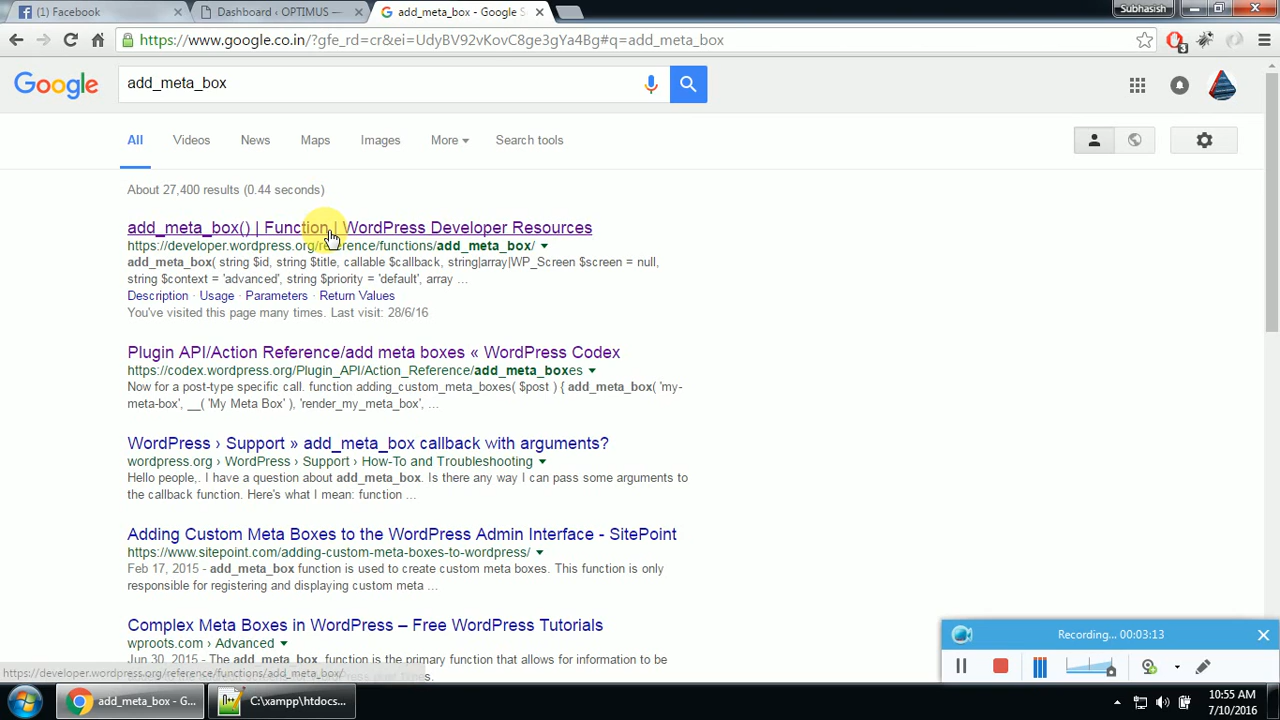 (1) Facebook
Dashboard ‹ OPTIMUS —
add_meta_box - Google S
Subhasish
https://www.google.co.in/?gfe_rd=cr&ei=UdyBV92vKovC8ge3gYa4Bg#q=add_meta_box
3
Google
add_meta_box
All
Videos
News
Maps
Images
More
Search tools
About 27,400 results (0.44 seconds)
add_meta_box() | Function | WordPress Developer Resources
https://developer.wordpress.org/reference/functions/add_meta_box/
add_meta_box( string $id, string $title, callable $callback, string|array|WP_Screen $screen = null,
string $context = 'advanced', string $priority = 'default', array ...
Description · Usage · Parameters · Return Values
You've visited this page many times. Last visit: 28/6/16
Plugin API/Action Reference/add meta boxes « WordPress Codex
https://codex.wordpress.org/Plugin_API/Action_Reference/add_meta_boxes
Now for a post-type specific call. function adding_custom_meta_boxes( $post ) { add_meta_box( 'my-
meta-box', __( 'My Meta Box' ), 'render_my_meta_box', ...
WordPress › Support » add_meta_box callback with arguments?
wordpress.org › WordPress › Support › How-To and Troubleshooting
Hello people,. I have a question about add_meta_box. Is there any way I can pass some arguments to
the callback function. Here's what I mean: function ...
Adding Custom Meta Boxes to the WordPress Admin Interface - SitePoint
https://www.sitepoint.com/adding-custom-meta-boxes-to-wordpress/
Feb 17, 2015 - add_meta_box function is used to create custom meta boxes. This function is only
responsible for registering and displaying custom meta ...
Complex Meta Boxes in WordPress – Free WordPress Tutorials
wproots.com › Advanced
Jun 30, 2015 - The add_meta_box function is the primary function that allows for information to be
https://developer.wordpress.org/reference/functions/add_meta_box/
Recording... 00:03:13
add_meta_box - G...
C:\xampp\htdocs...
10:55 AM
7/10/2016